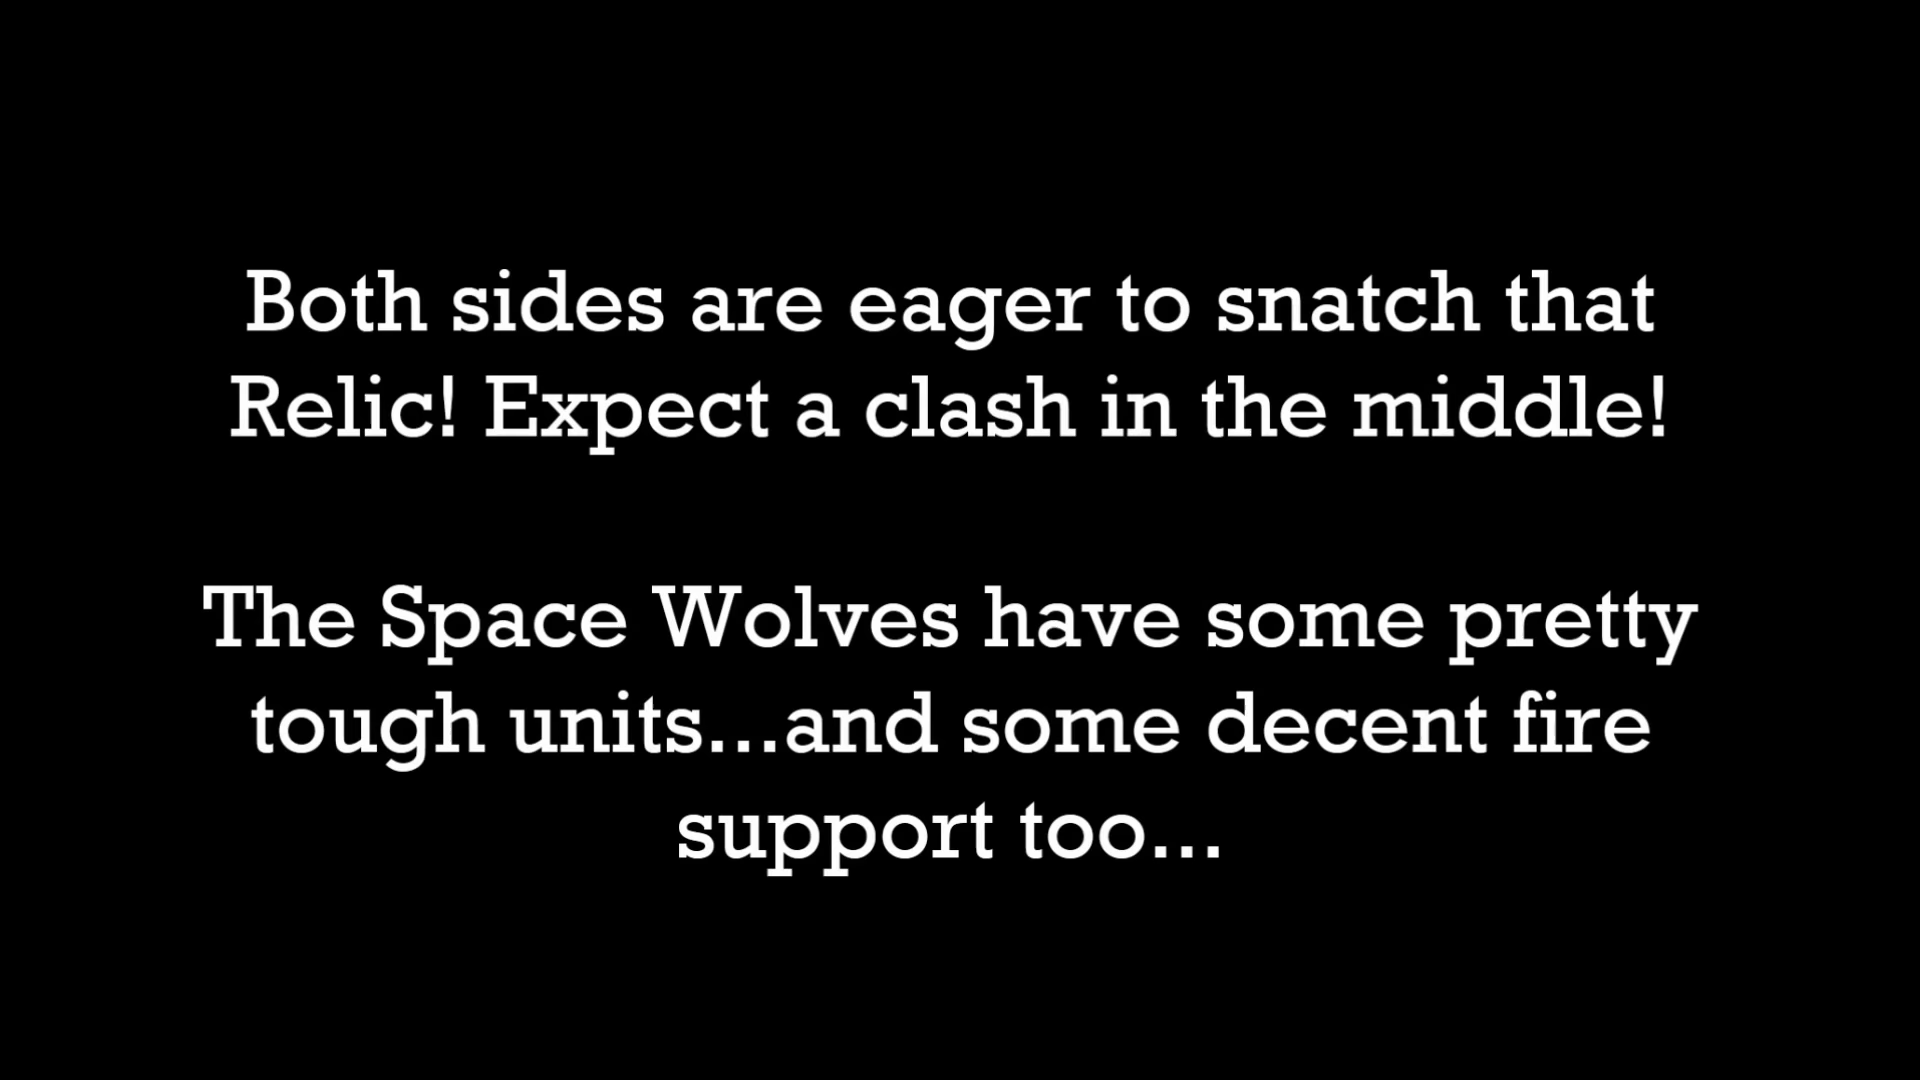 Both sides are eager to snatch that
Relic! Expect a clash in the middle!
The Space Wolves have some pretty
tough units...and some decent fire
support too...